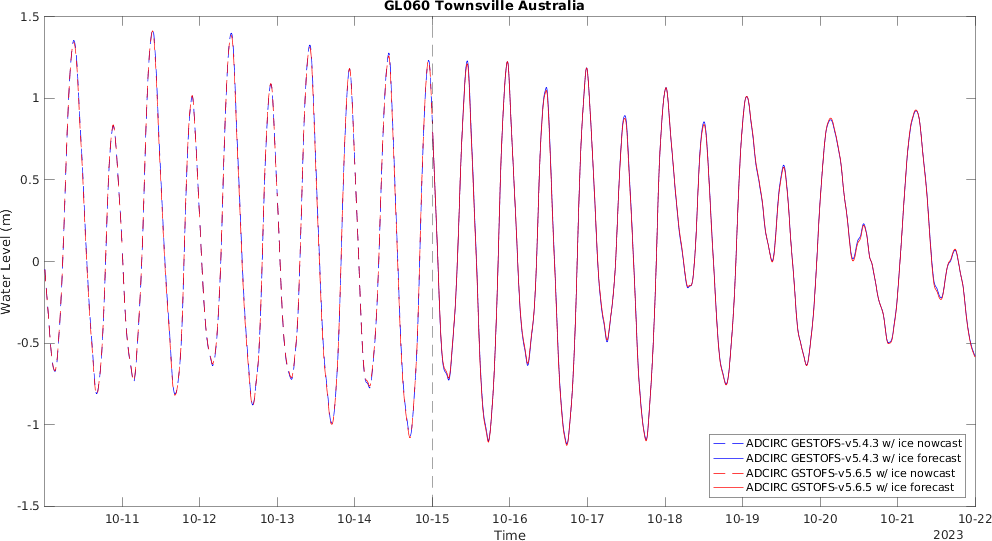 GL060 Townsville Australia
1.5
1
0.5
0
-0.5
-1
-1.5
Water Level (m)
10-11 10-12 10-13 10-14 10-15 10-16 10-17 10-18 10-19 10-20 10-21 10-22
Time
2023
ADCIRC GESTOFS-v5.4.3 w/ ice nowcast
ADCIRC GESTOFS-v5.4.3 w/ ice forecast
ADCIRC GSTOFS-v5.6.5 w/ ice nowcast
ADCIRC GSTOFS-v5.6.5 w/ ice forecast